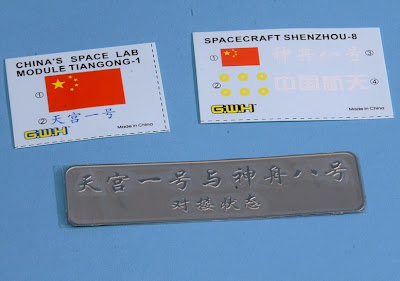 CHINA'S SPACE LAB
MODULE TIANGONG-1
①
② 天宫一号
G.W.H
Made in China
SPACECRAFT SHENZHOU-8
① 神舟八号 ③
② 中国航天 ④
G.W.H
Made in China
天宫一号与神舟八号
对接状态